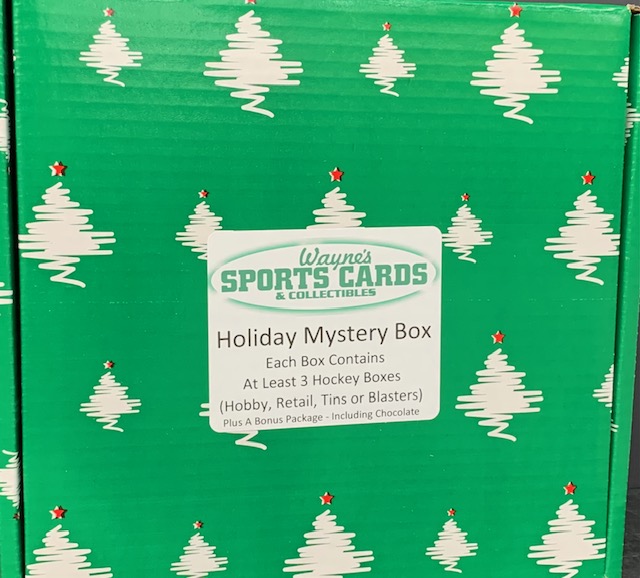 Wayne's
SPORTS CARDS
& COLLECTIBLES
Holiday Mystery Box
Each Box Contains
At Least 3 Hockey Boxes
(Hobby, Retail, Tins or Blasters)
Plus A Bonus Package - Including Chocolate